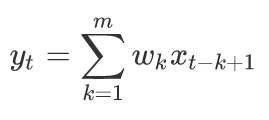 $$y_t = \sum_{k=1}^{m} w_k x_{t-k+1}$$